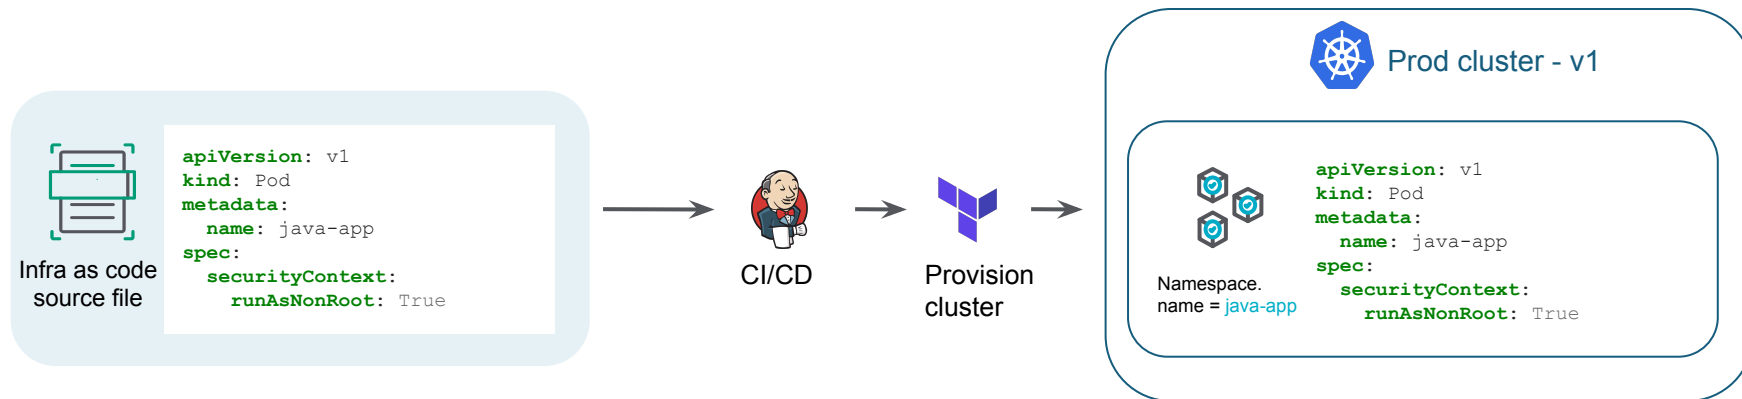 Prod cluster - v1
apiVersion: v1
kind: Pod
metadata:
  name: java-app
spec:
  securityContext:
    runAsNonRoot: True
Infra as code
source file
CI/CD
Provision
cluster
apiVersion: v1
kind: Pod
metadata:
  name: java-app
spec:
  securityContext:
    runAsNonRoot: True
Namespace.
name = java-app